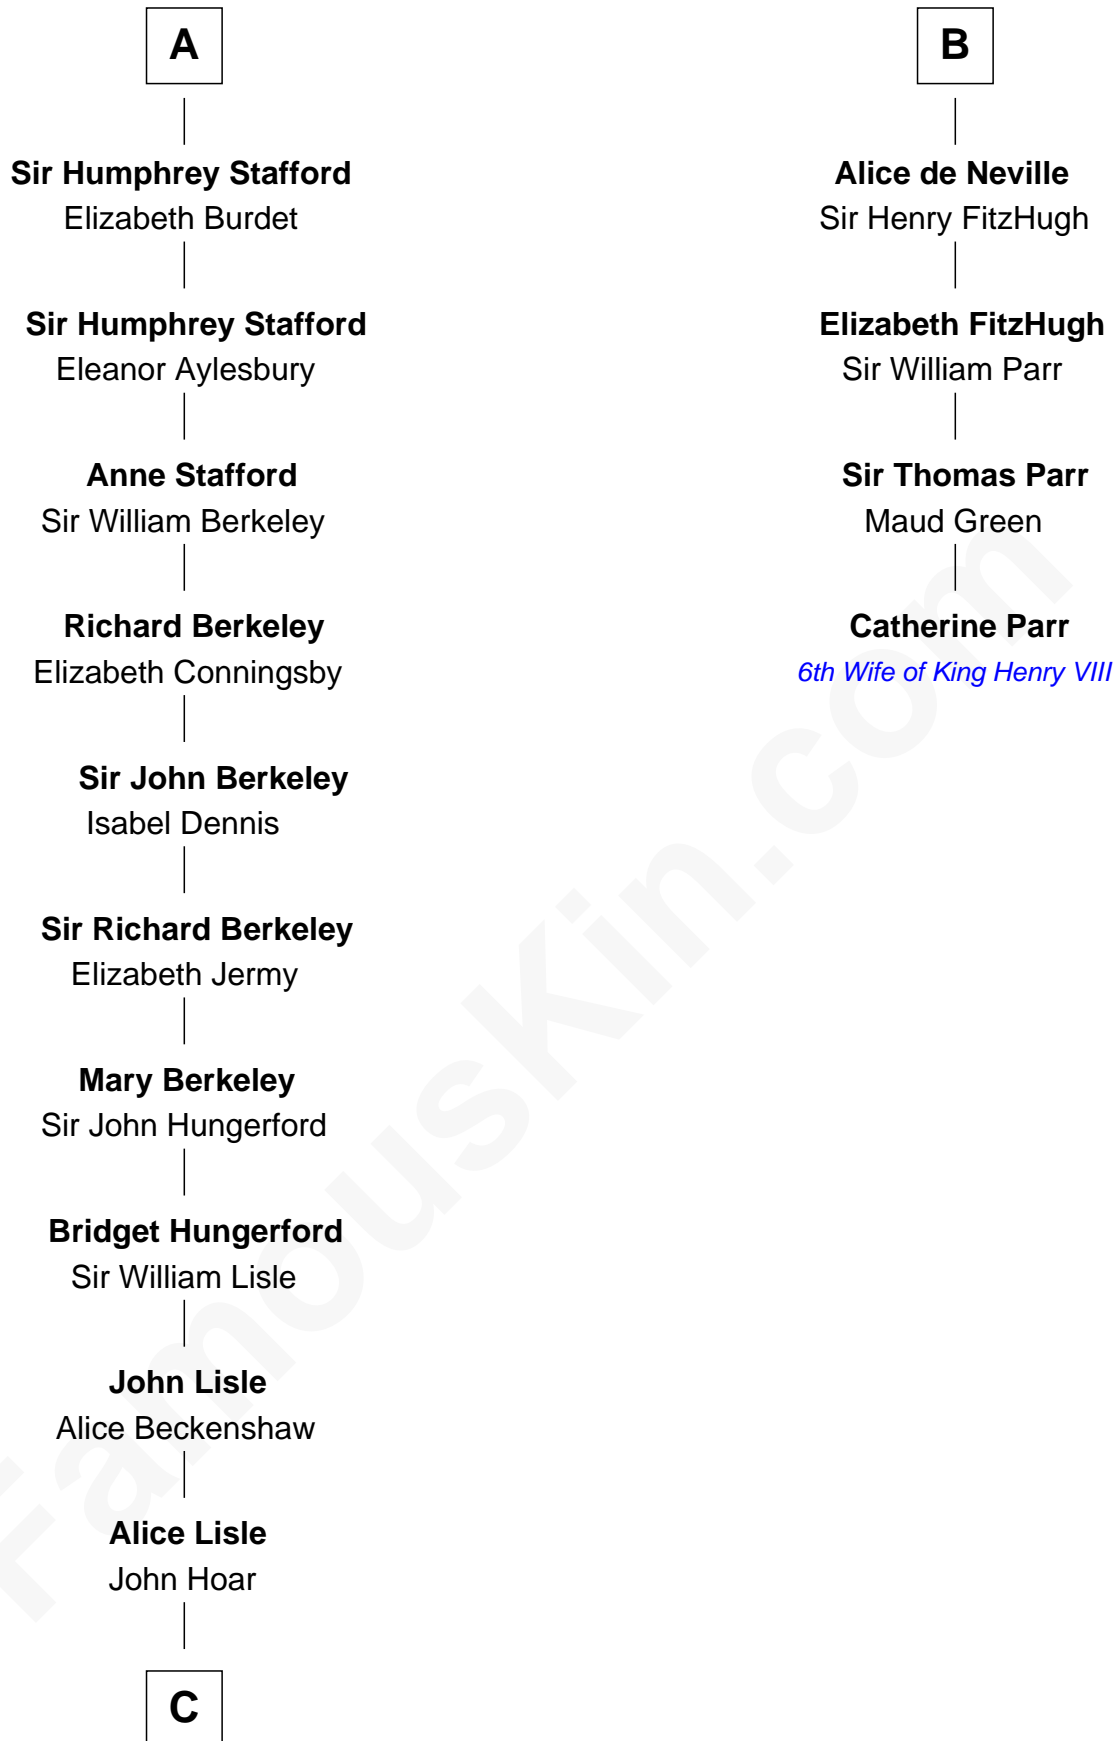 A
Sir Humphrey Stafford
Elizabeth Burdet
Sir Humphrey Stafford
Eleanor Aylesbury
Anne Stafford
Sir William Berkeley
Richard Berkeley
Elizabeth Conningsby
Sir John Berkeley
Isabel Dennis
Sir Richard Berkeley
Elizabeth Jermy
Mary Berkeley
Sir John Hungerford
Bridget Hungerford
Sir William Lisle
John Lisle
Alice Beckenshaw
Alice Lisle
John Hoar
C
B
Alice de Neville
Sir Henry FitzHugh
Elizabeth FitzHugh
Sir William Parr
Sir Thomas Parr
Maud Green
Catherine Parr
6th Wife of King Henry VIII
FamousKin.com